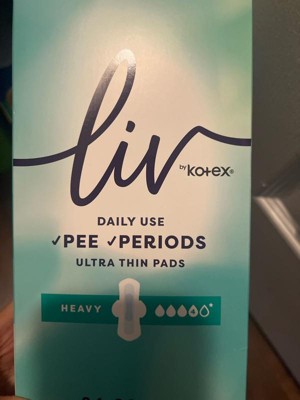 liv
by Kotex®
DAILY USE
✓PEE ✓PERIODS
ULTRA THIN PADS
HEAVY